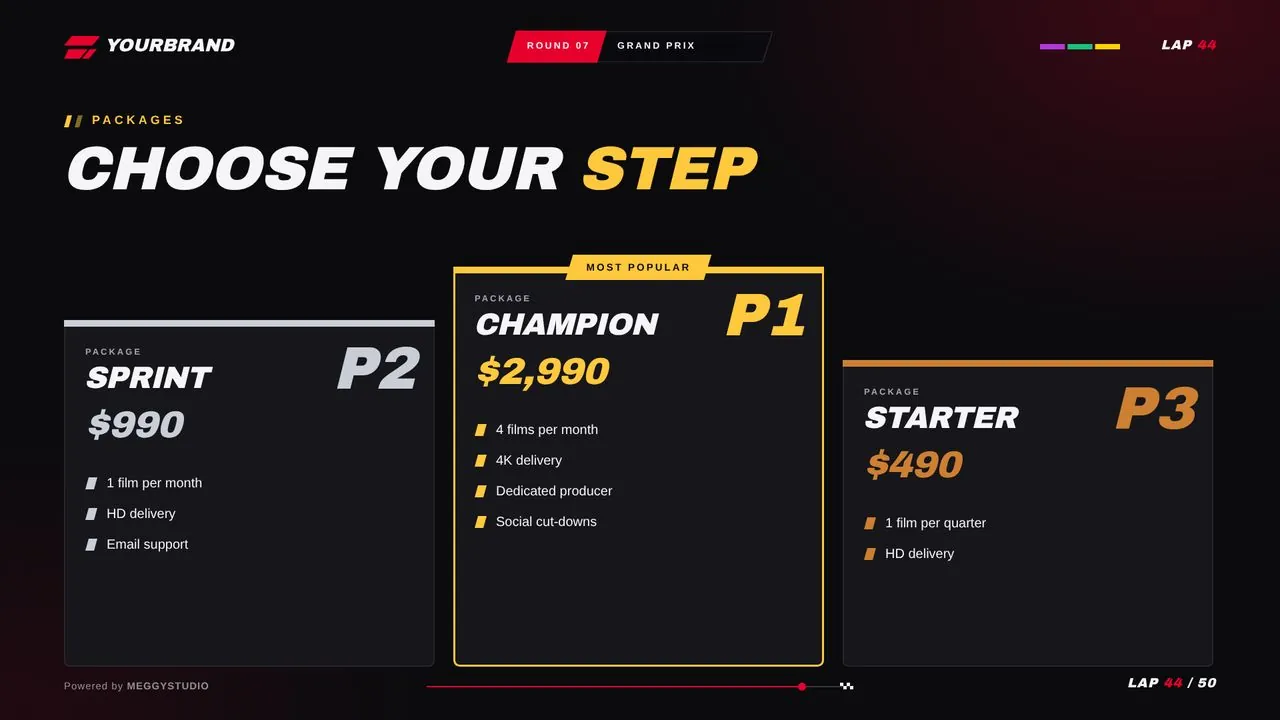 YOURBRAND
ROUND 07 GRAND PRIX
LAP 44
PACKAGES
CHOOSE YOUR STEP
PACKAGE
SPRINT
P2
$990
1 film per month
HD delivery
Email support
MOST POPULAR
PACKAGE
CHAMPION
P1
$2,990
4 films per month
4K delivery
Dedicated producer
Social cut-downs
PACKAGE
STARTER
P3
$490
1 film per quarter
HD delivery
Powered by MEGGYSTUDIO
LAP 44 / 50